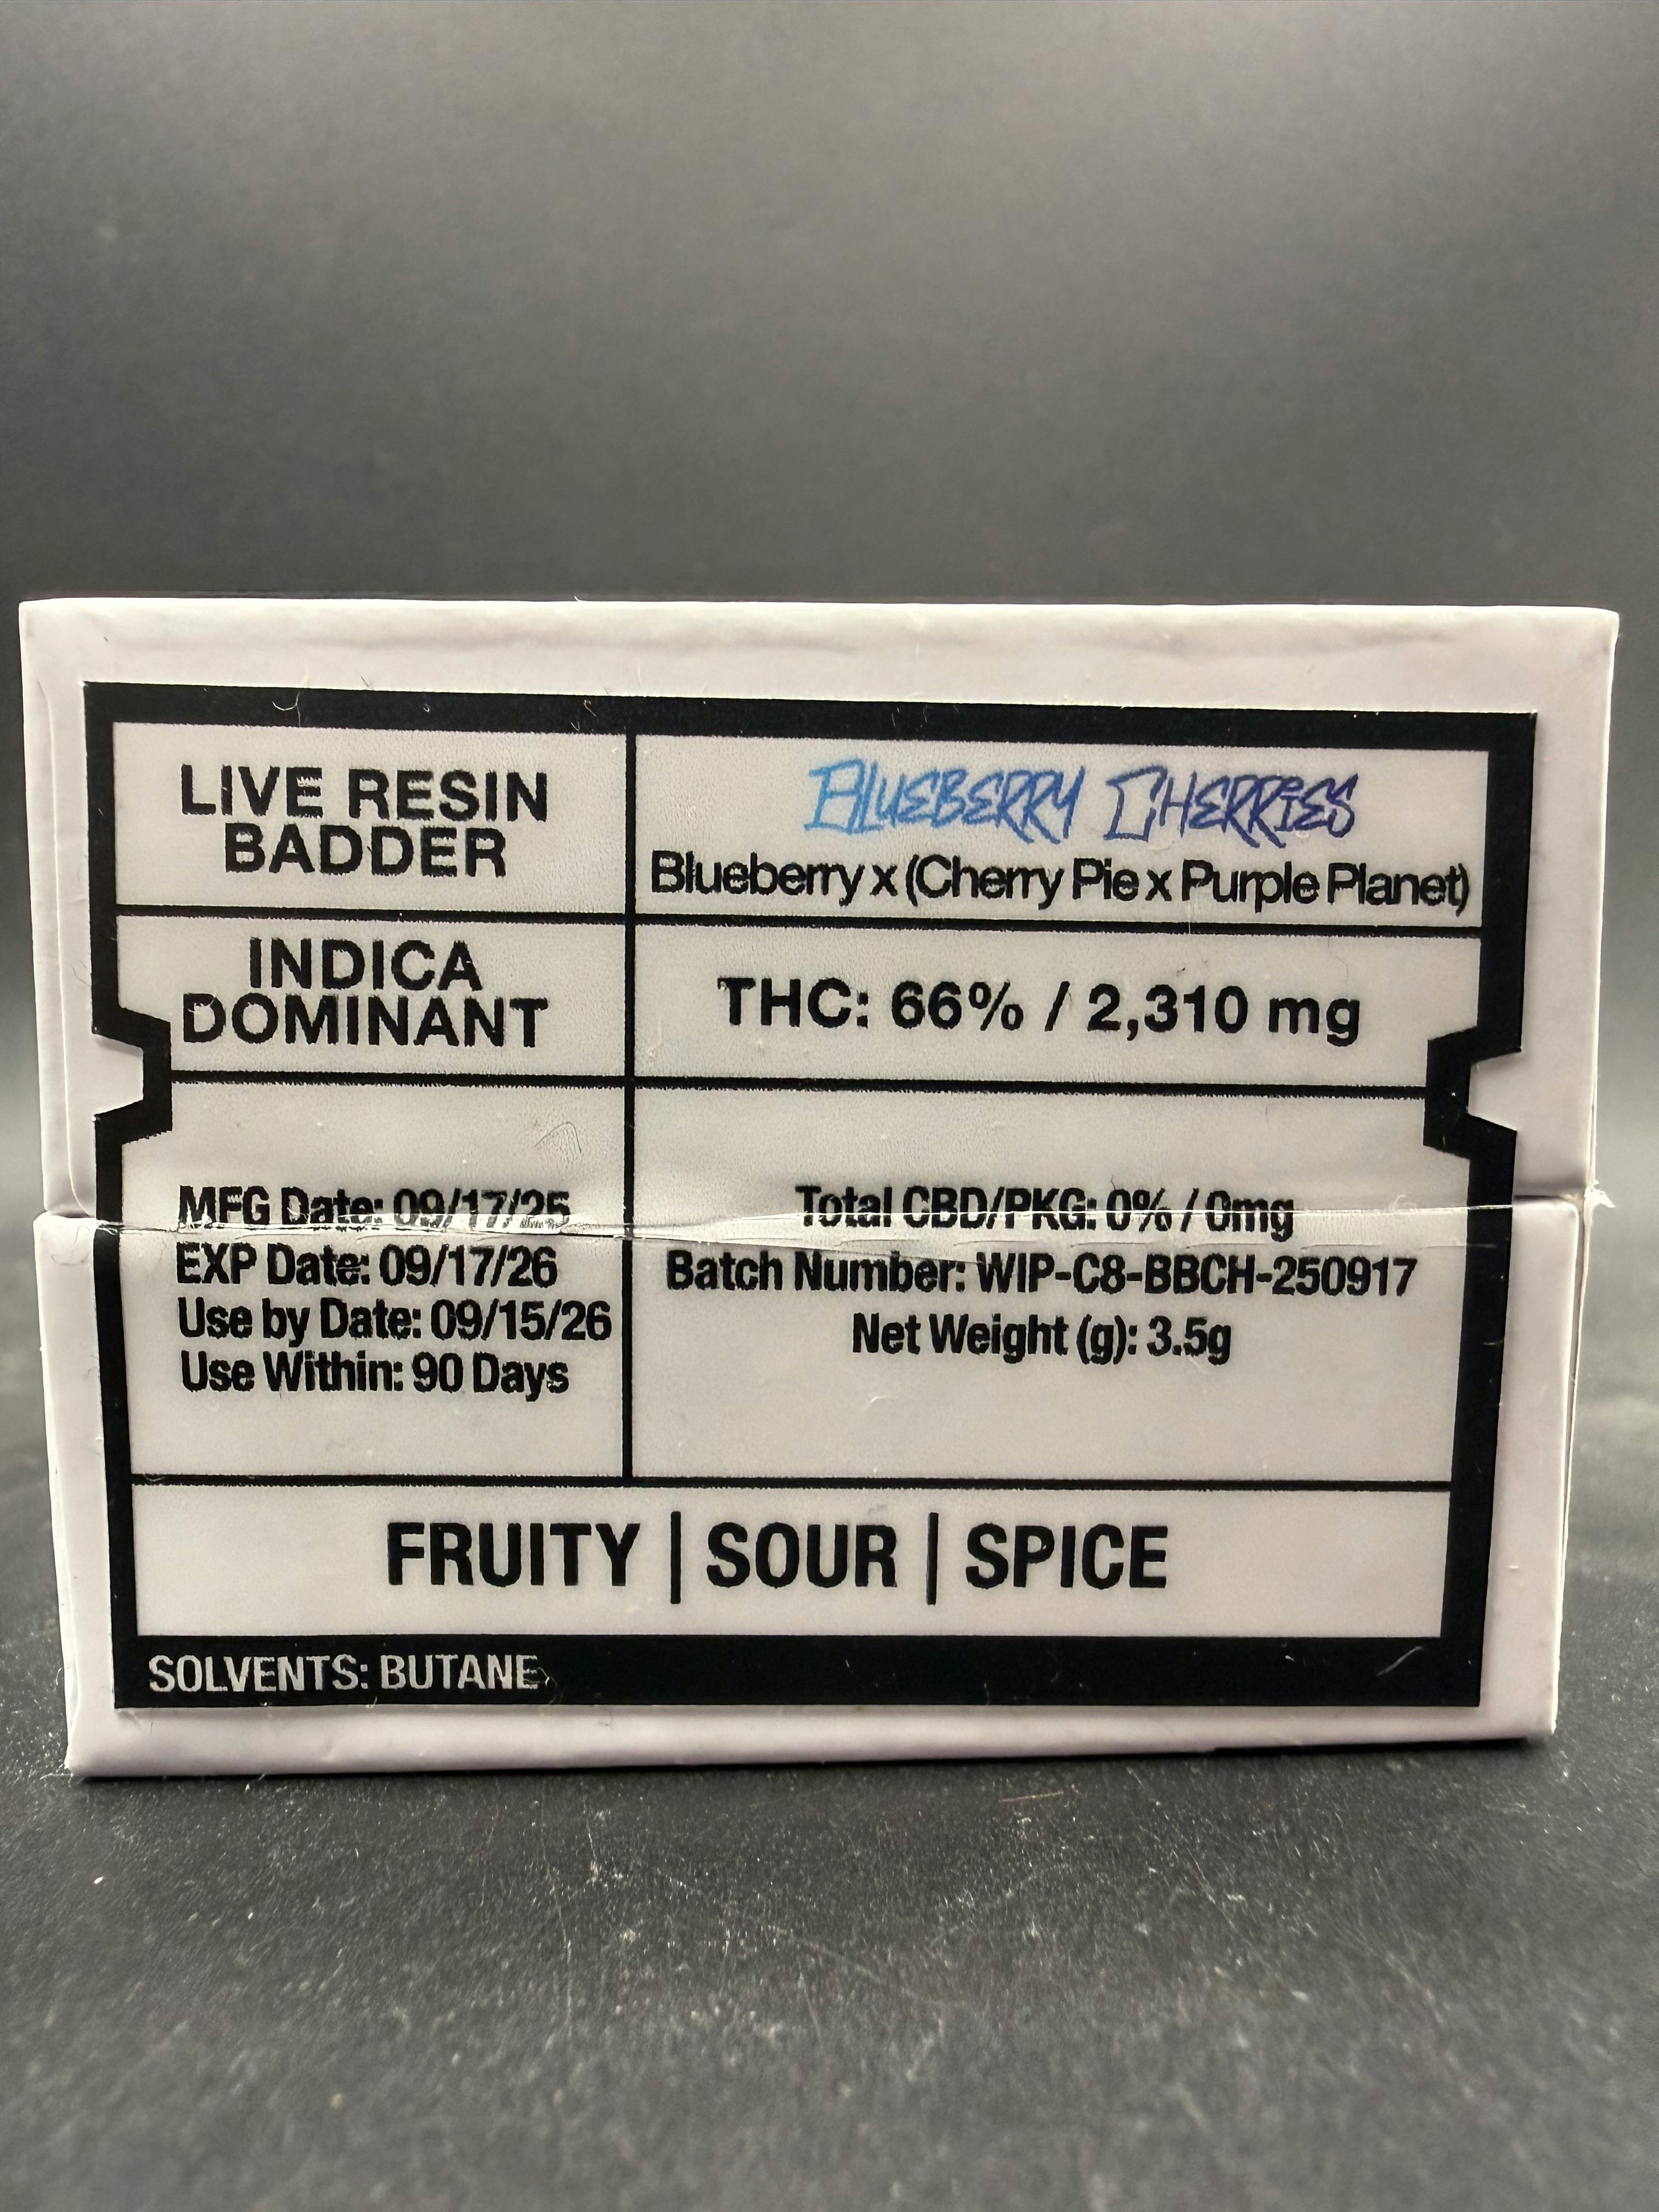 LIVE RESIN
BADDER
BLUEBERRY CHERRIES
Blueberry x (Cherry Pie x Purple Planet)
INDICA
DOMINANT
THC: 66% / 2,310 mg
MFG Date: 09/17/25
EXP Date: 09/17/26
Use by Date: 09/15/26
Use Within: 90 Days
Total CBD/PKG: 0% / 0mg
Batch Number: WIP-C8-BBCH-250917
Net Weight (g): 3.5g
FRUITY | SOUR | SPICE
SOLVENTS: BUTANE